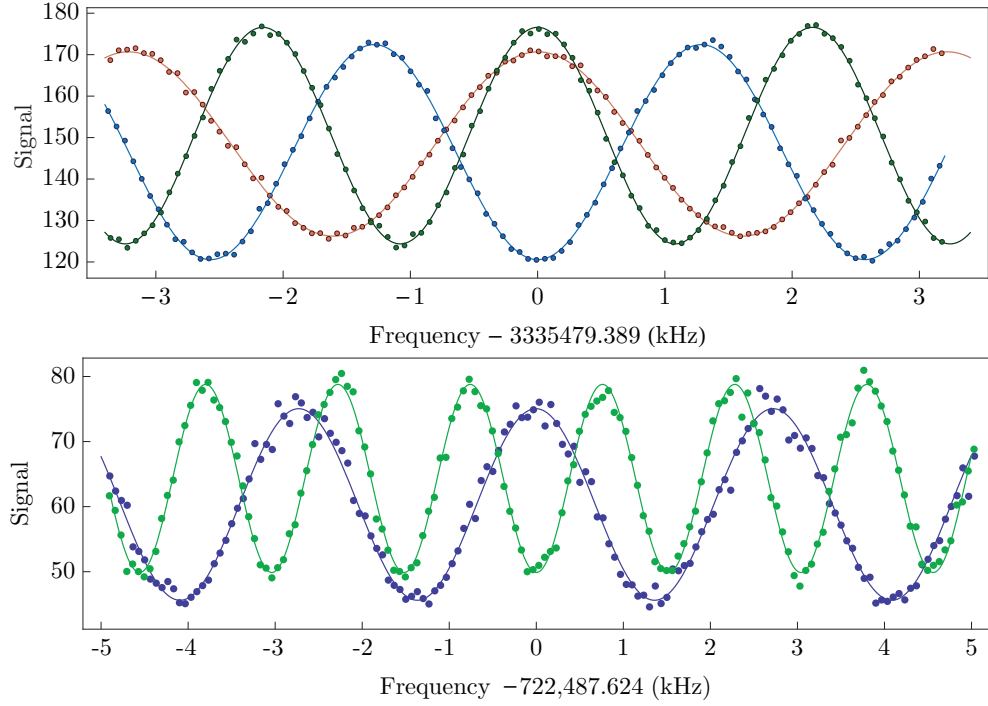 180
170
160
150
140
130
120
Signal
−3 −2 −1 0 1 2 3
Frequency − 3335479.389 (kHz)
80
70
60
50
Signal
-5 -4 -3 -2 -1 0 1 2 3 4 5
Frequency −722,487.624 (kHz)